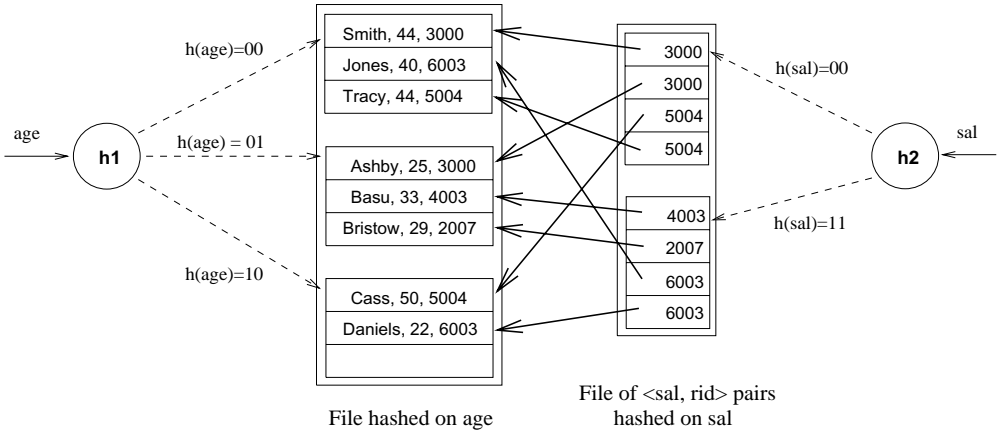 age
h1
h(age)=00
h(age) = 01
h(age)=10
Smith, 44, 3000
Jones, 40, 6003
Tracy, 44, 5004
Ashby, 25, 3000
Basu, 33, 4003
Bristow, 29, 2007
Cass, 50, 5004
Daniels, 22, 6003
File hashed on age
3000
3000
5004
5004
4003
2007
6003
6003
File of <sal, rid> pairs
hashed on sal
h(sal)=00
h(sal)=11
h2
sal